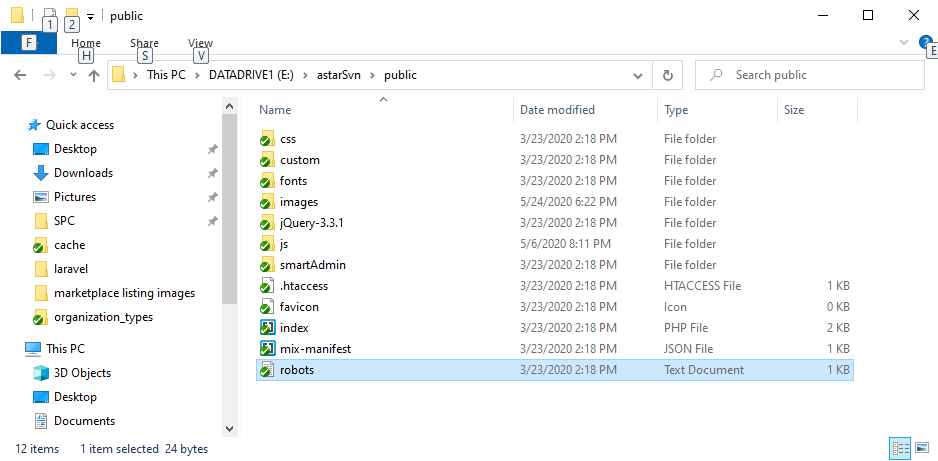 1 2 public
F Home Share View E
H S V
This PC DATADRIVE1 (E:) astarSvn public Search public
Name Date modified Type Size
Quick access
Desktop
Downloads
Pictures
SPC
cache
laravel
marketplace listing images
organization_types
This PC
3D Objects
Desktop
Documents
css 3/23/2020 2:18 PM File folder
custom 3/23/2020 2:18 PM File folder
fonts 3/23/2020 2:18 PM File folder
images 5/24/2020 6:22 PM File folder
jQuery-3.3.1 3/23/2020 2:18 PM File folder
js 5/6/2020 8:11 PM File folder
smartAdmin 3/23/2020 2:18 PM File folder
.htaccess 3/23/2020 2:18 PM HTACCESS File 1 KB
favicon 3/23/2020 2:18 PM Icon 0 KB
index 3/23/2020 2:18 PM PHP File 2 KB
mix-manifest 3/23/2020 2:18 PM JSON File 1 KB
robots 3/23/2020 2:18 PM Text Document 1 KB
12 items 1 item selected 24 bytes